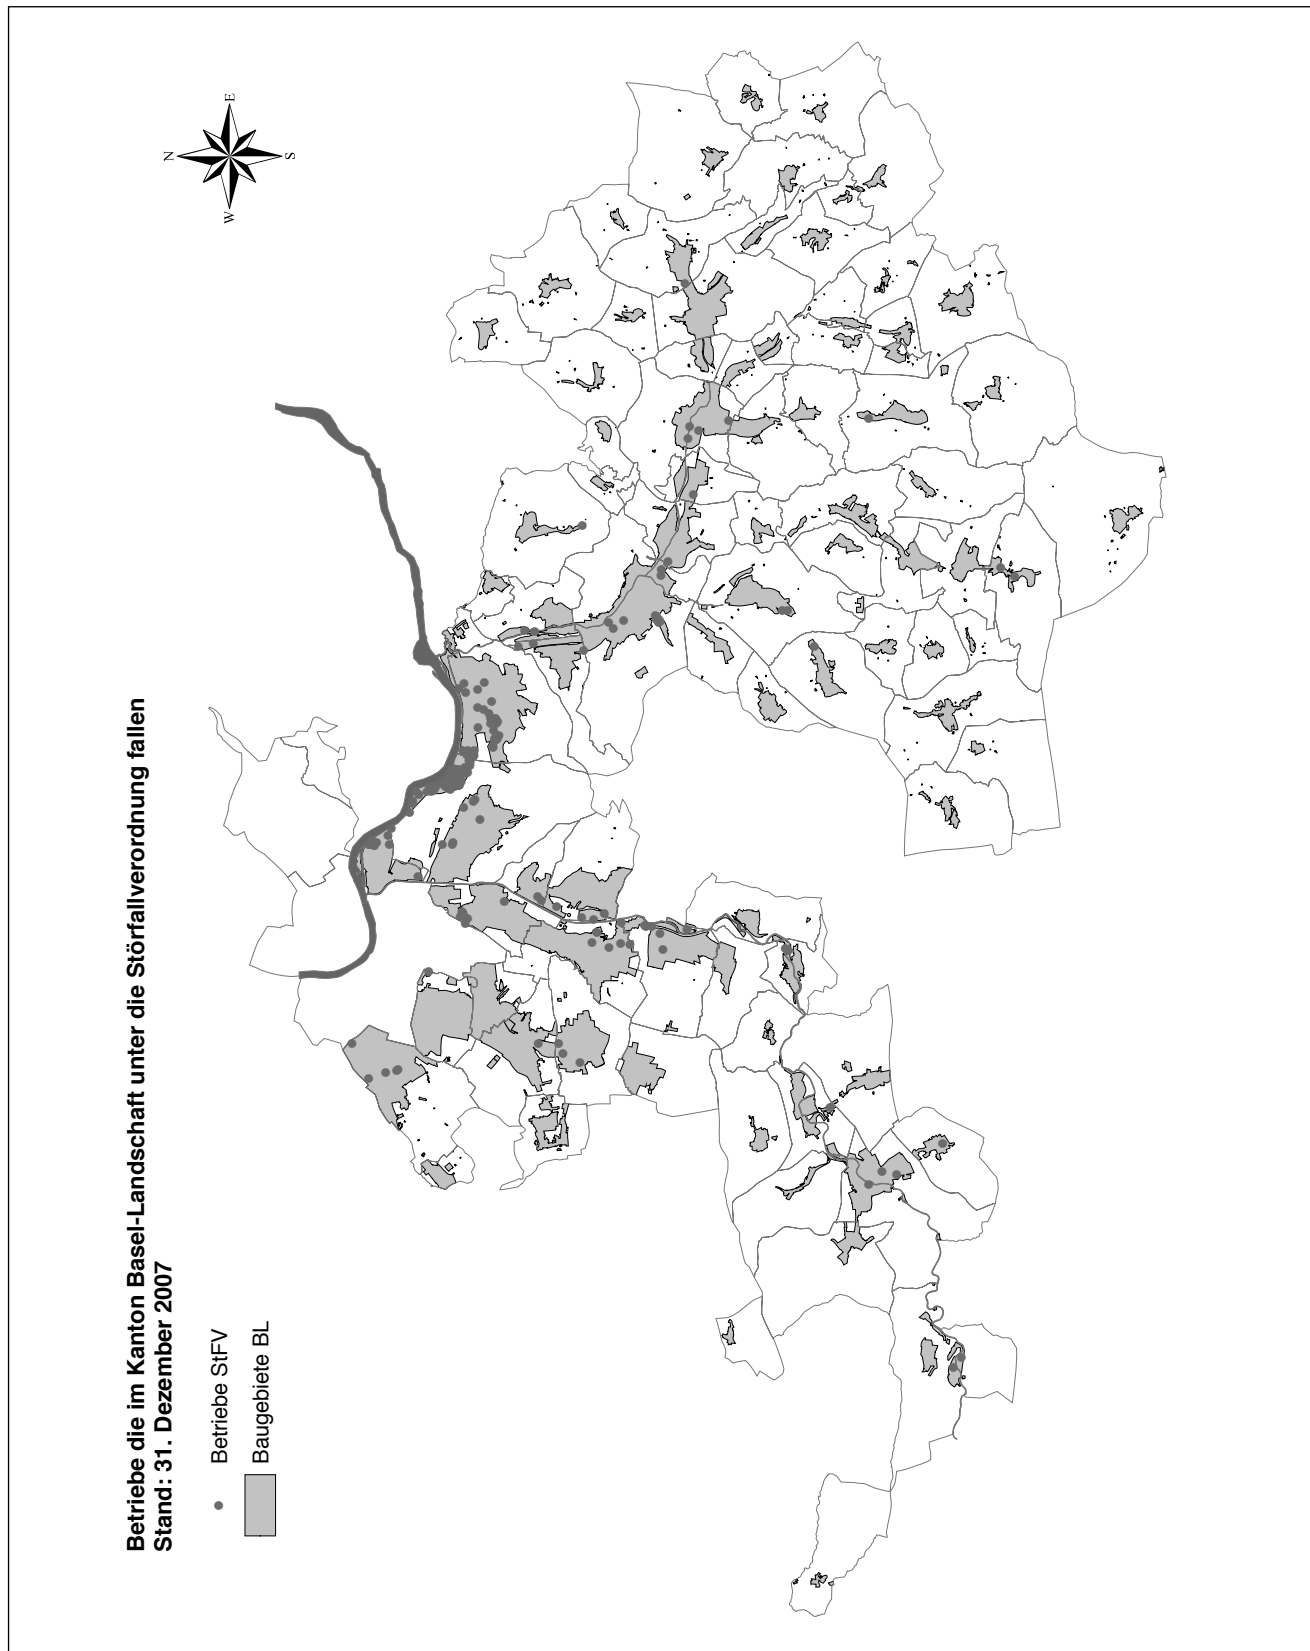 Betriebe die im Kanton Basel-Landschaft unter die Störfallverordnung fallen
Stand: 31. Dezember 2007
Betriebe StFV
Baugebiete BL
N
W
E
S